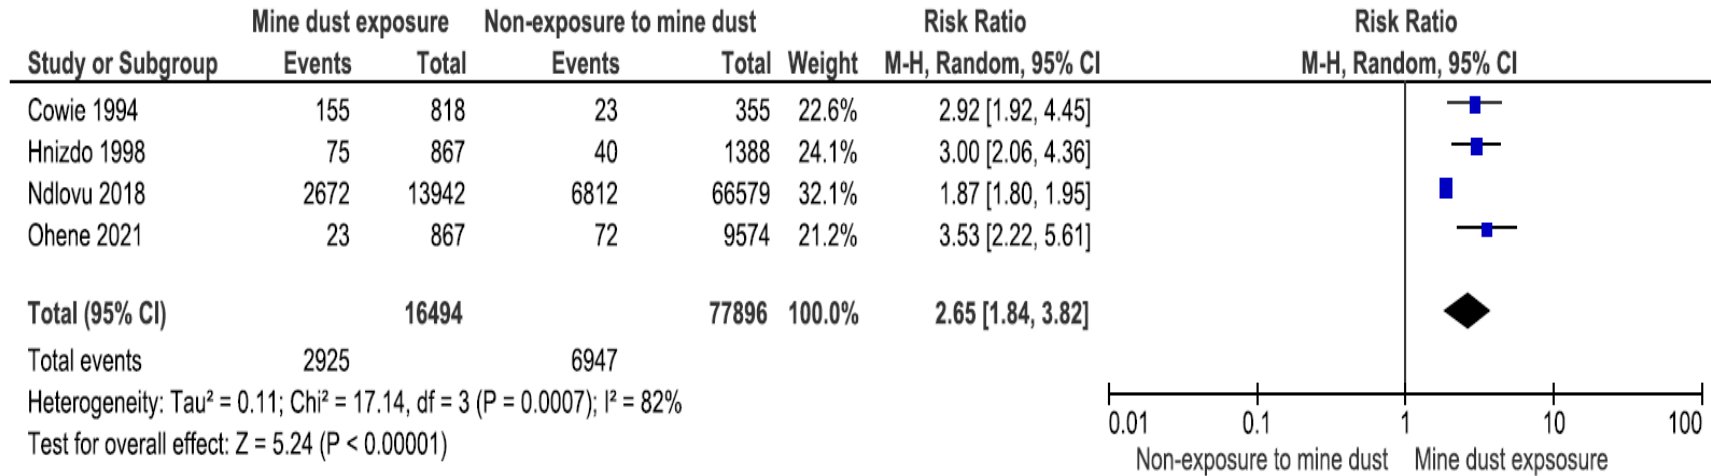 Mine dust exposure Non-exposure to mine dust Risk Ratio Risk Ratio
Study or Subgroup Events Total Events Total Weight M-H, Random, 95% CI M-H, Random, 95% CI
Cowie 1994 155 818 23 355 22.6% 2.92 [1.92, 4.45]
Hnizdo 1998 75 867 40 1388 24.1% 3.00 [2.06, 4.36]
Ndlovu 2018 2672 13942 6812 66579 32.1% 1.87 [1.80, 1.95]
Ohene 2021 23 867 72 9574 21.2% 3.53 [2.22, 5.61]
Total (95% CI) 16494 77896 100.0% 2.65 [1.84, 3.82]
Total events 2925 6947
Heterogeneity: Tau² = 0.11; Chi² = 17.14, df = 3 (P = 0.0007); I² = 82%
Test for overall effect: Z = 5.24 (P < 0.00001)
0.01 0.1 1 10 100
Non-exposure to mine dust Mine dust expsosure